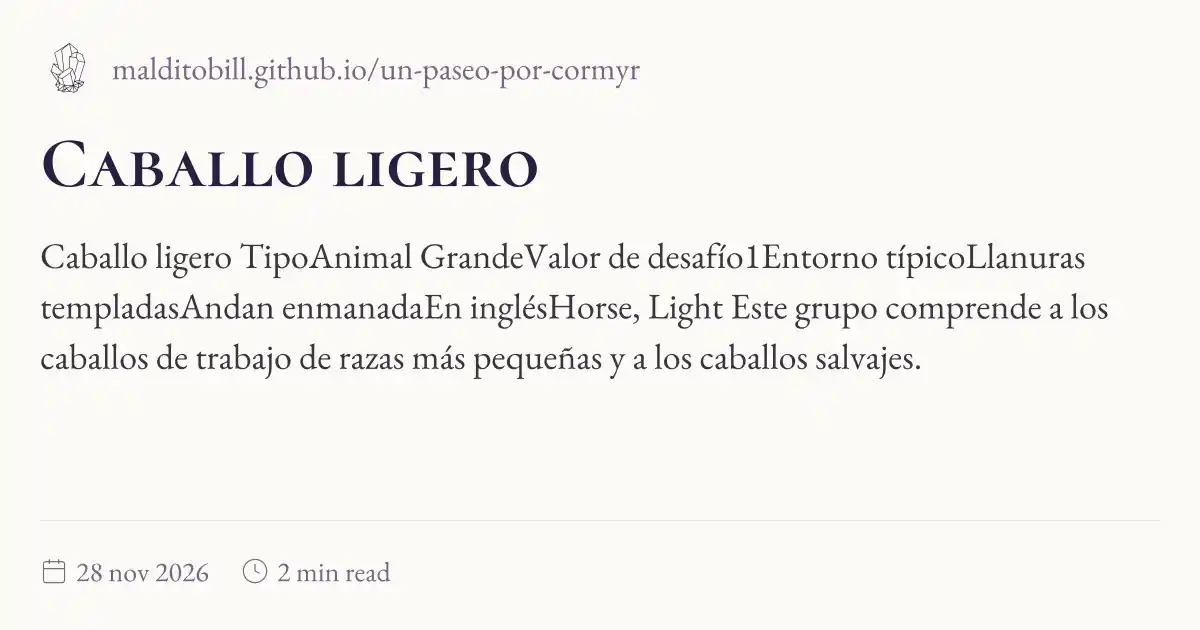 malditobill.github.io/un-paseo-por-cormyr
Caballo ligero
Caballo ligero TipoAnimal GrandeValor de desafío1Entorno típicoLlanuras
templadasAndan enmanadaEn inglésHorse, Light Este grupo comprende a los
caballos de trabajo de razas más pequeñas y a los caballos salvajes.
28 nov 2026 2 min read